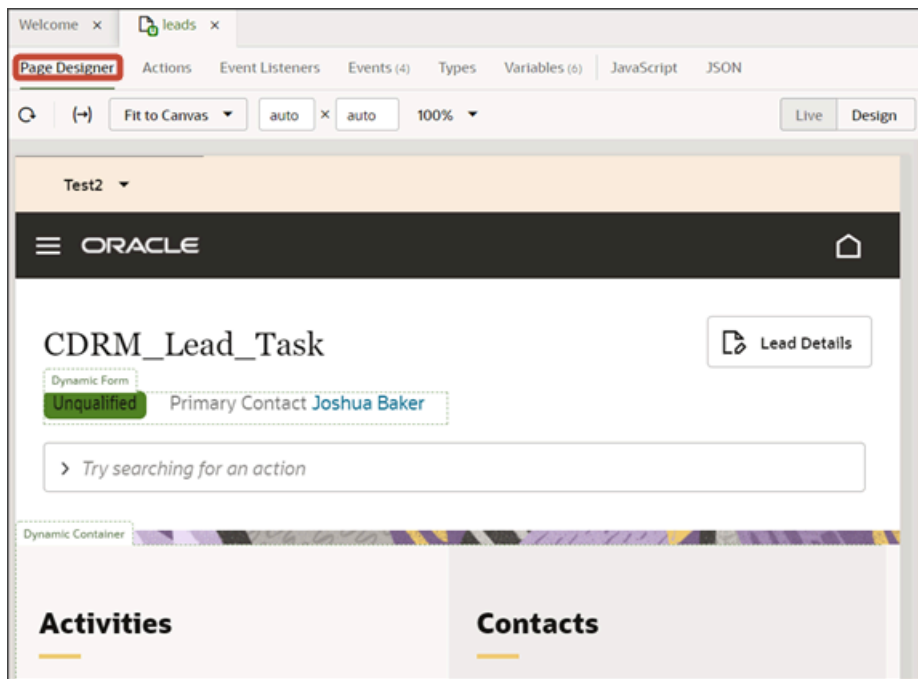 Welcome × leads ×
Page Designer Actions Event Listeners Events (4) Types Variables (6) JavaScript JSON
Fit to Canvas auto × auto 100% Live Design
Test2
ORACLE
CDRM_Lead_Task Lead Details
Dynamic Form
Unqualified Primary Contact Joshua Baker
Try searching for an action
Dynamic Container
Activities Contacts